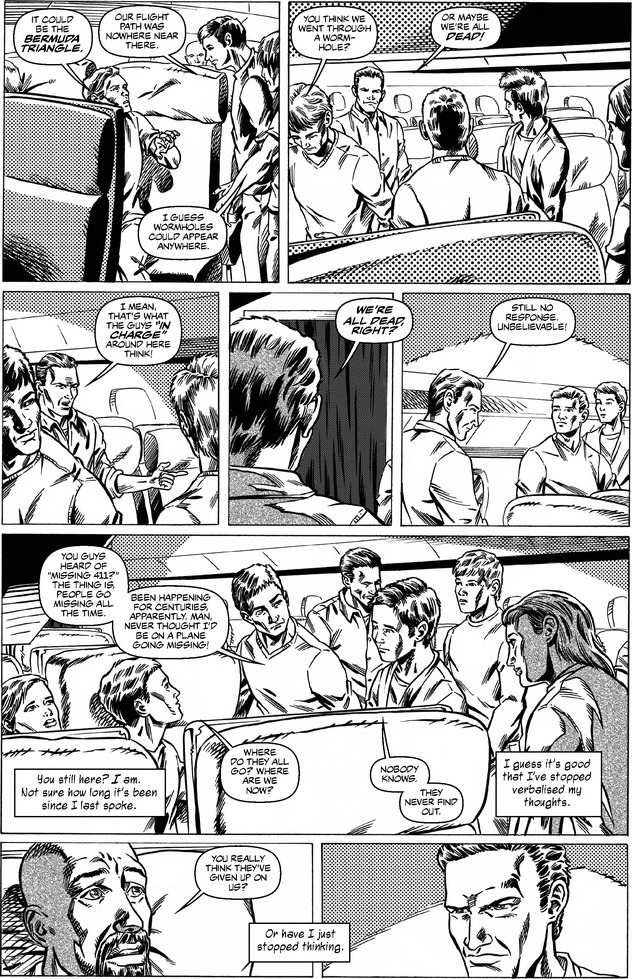 IT COULD
BE THE
BERMUDA
TRIANGLE.
OUR FLIGHT
PATH WAS
NOWHERE NEAR
THERE.
I GUESS
WORMHOLES
COULD APPEAR
ANYWHERE.
YOU THINK WE
WENT THROUGH
A WORM-
HOLE?
OR MAYBE
WE'RE ALL
DEAD!
I MEAN,
THAT'S WHAT
THE GUYS "IN
CHARGE"
AROUND HERE
THINK!
WE'RE
ALL DEAD,
RIGHT?
STILL NO
RESPONSE.
UNBELIEVABLE!
YOU GUYS
HEARD OF
"MISSING 411?"
THE THING IS,
PEOPLE GO
MISSING ALL
THE TIME.
BEEN HAPPENING
FOR CENTURIES,
APPARENTLY. MAN,
NEVER THOUGHT I'D
BE ON A PLANE
GOING MISSING!
You still here? I am.
Not sure how long it's been
since I last spoke.
WHERE
DO THEY ALL
GO? WHERE
ARE WE
NOW?
NOBODY
KNOWS.
THEY
NEVER FIND
OUT.
I guess it's good
that I've stopped
verbalised my
thoughts.
YOU REALLY
THINK THEY'VE
GIVEN UP ON
US?
Or have I just
stopped thinking.